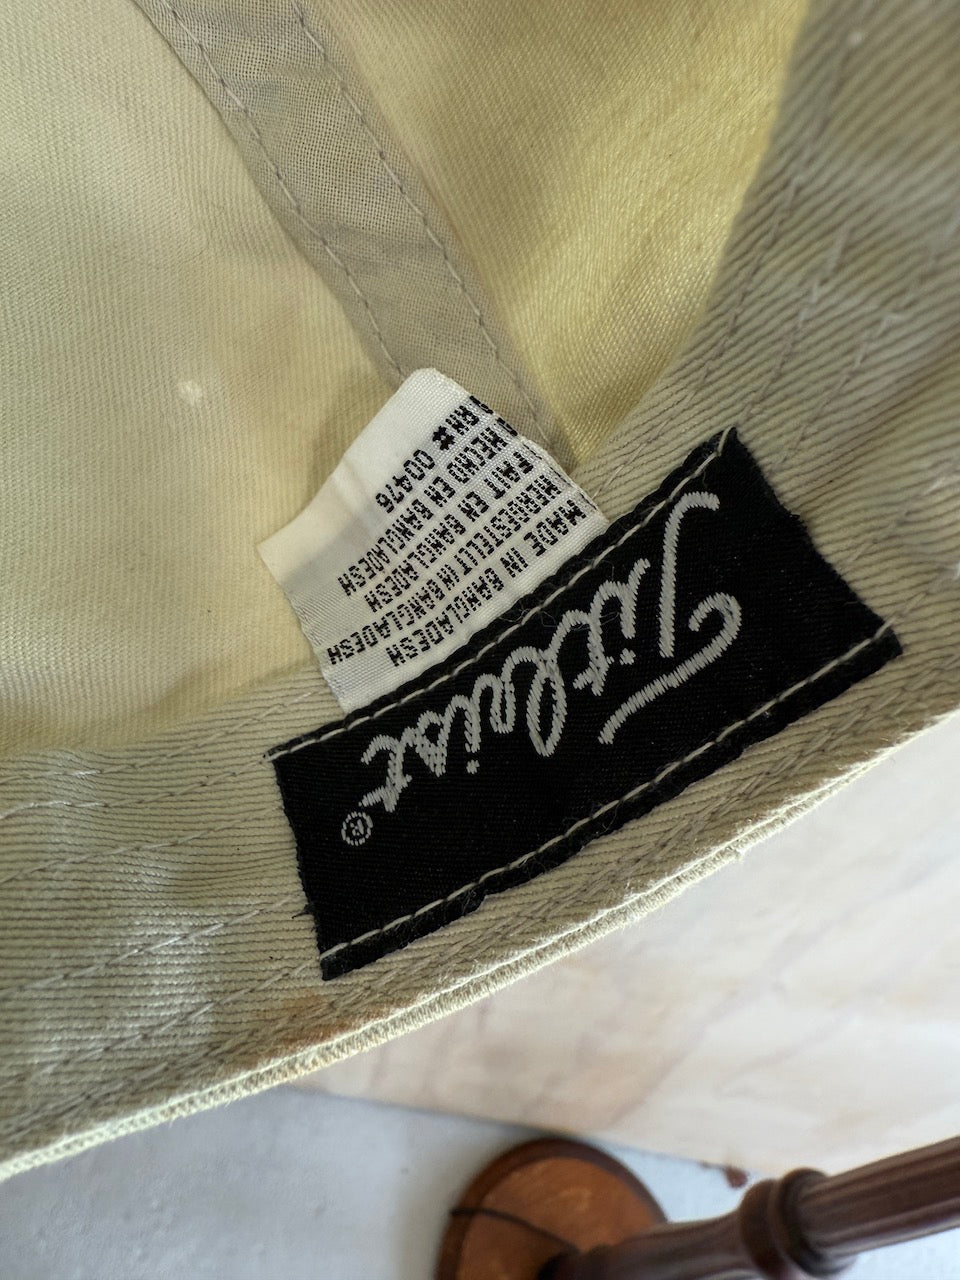 Titleist®
MADE IN BANGLADESH
HERGESTELLT IN BANGLADESH
FAIT EN BANGLADESH
HECHO EN BANGLADESH
RN# 00476